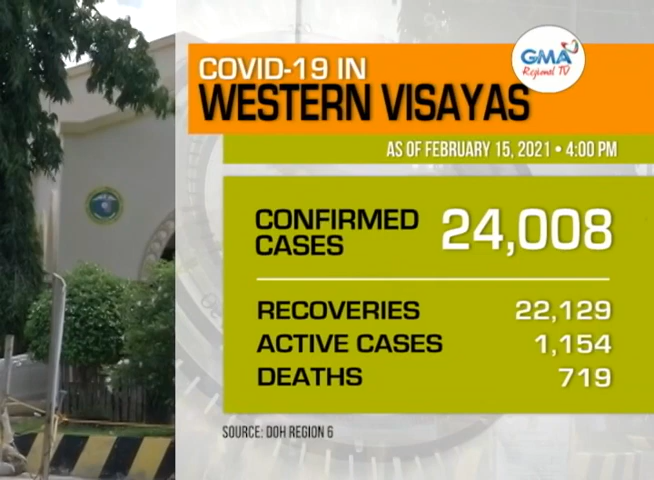 GMA
Regional TV
COVID-19 IN
WESTERN VISAYAS
AS OF FEBRUARY 15, 2021 • 4:00 PM
CONFIRMED
CASES
24,008
RECOVERIES 22,129
ACTIVE CASES 1,154
DEATHS 719
SOURCE: DOH REGION 6